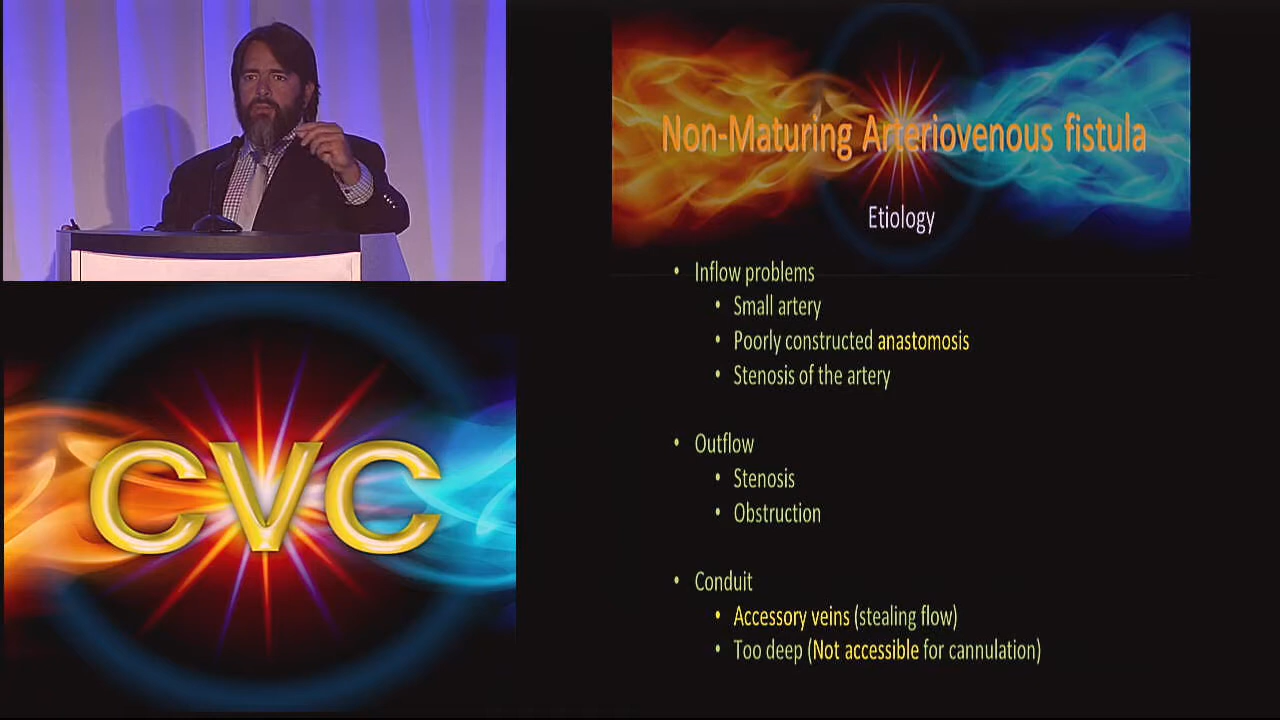 Non-Maturing Arteriovenous fistula
Etiology
• Inflow problems
• Small artery
• Poorly constructed anastomosis
• Stenosis of the artery
• Outflow
• Stenosis
• Obstruction
• Conduit
• Accessory veins (stealing flow)
• Too deep (Not accessible for cannulation)
CVC